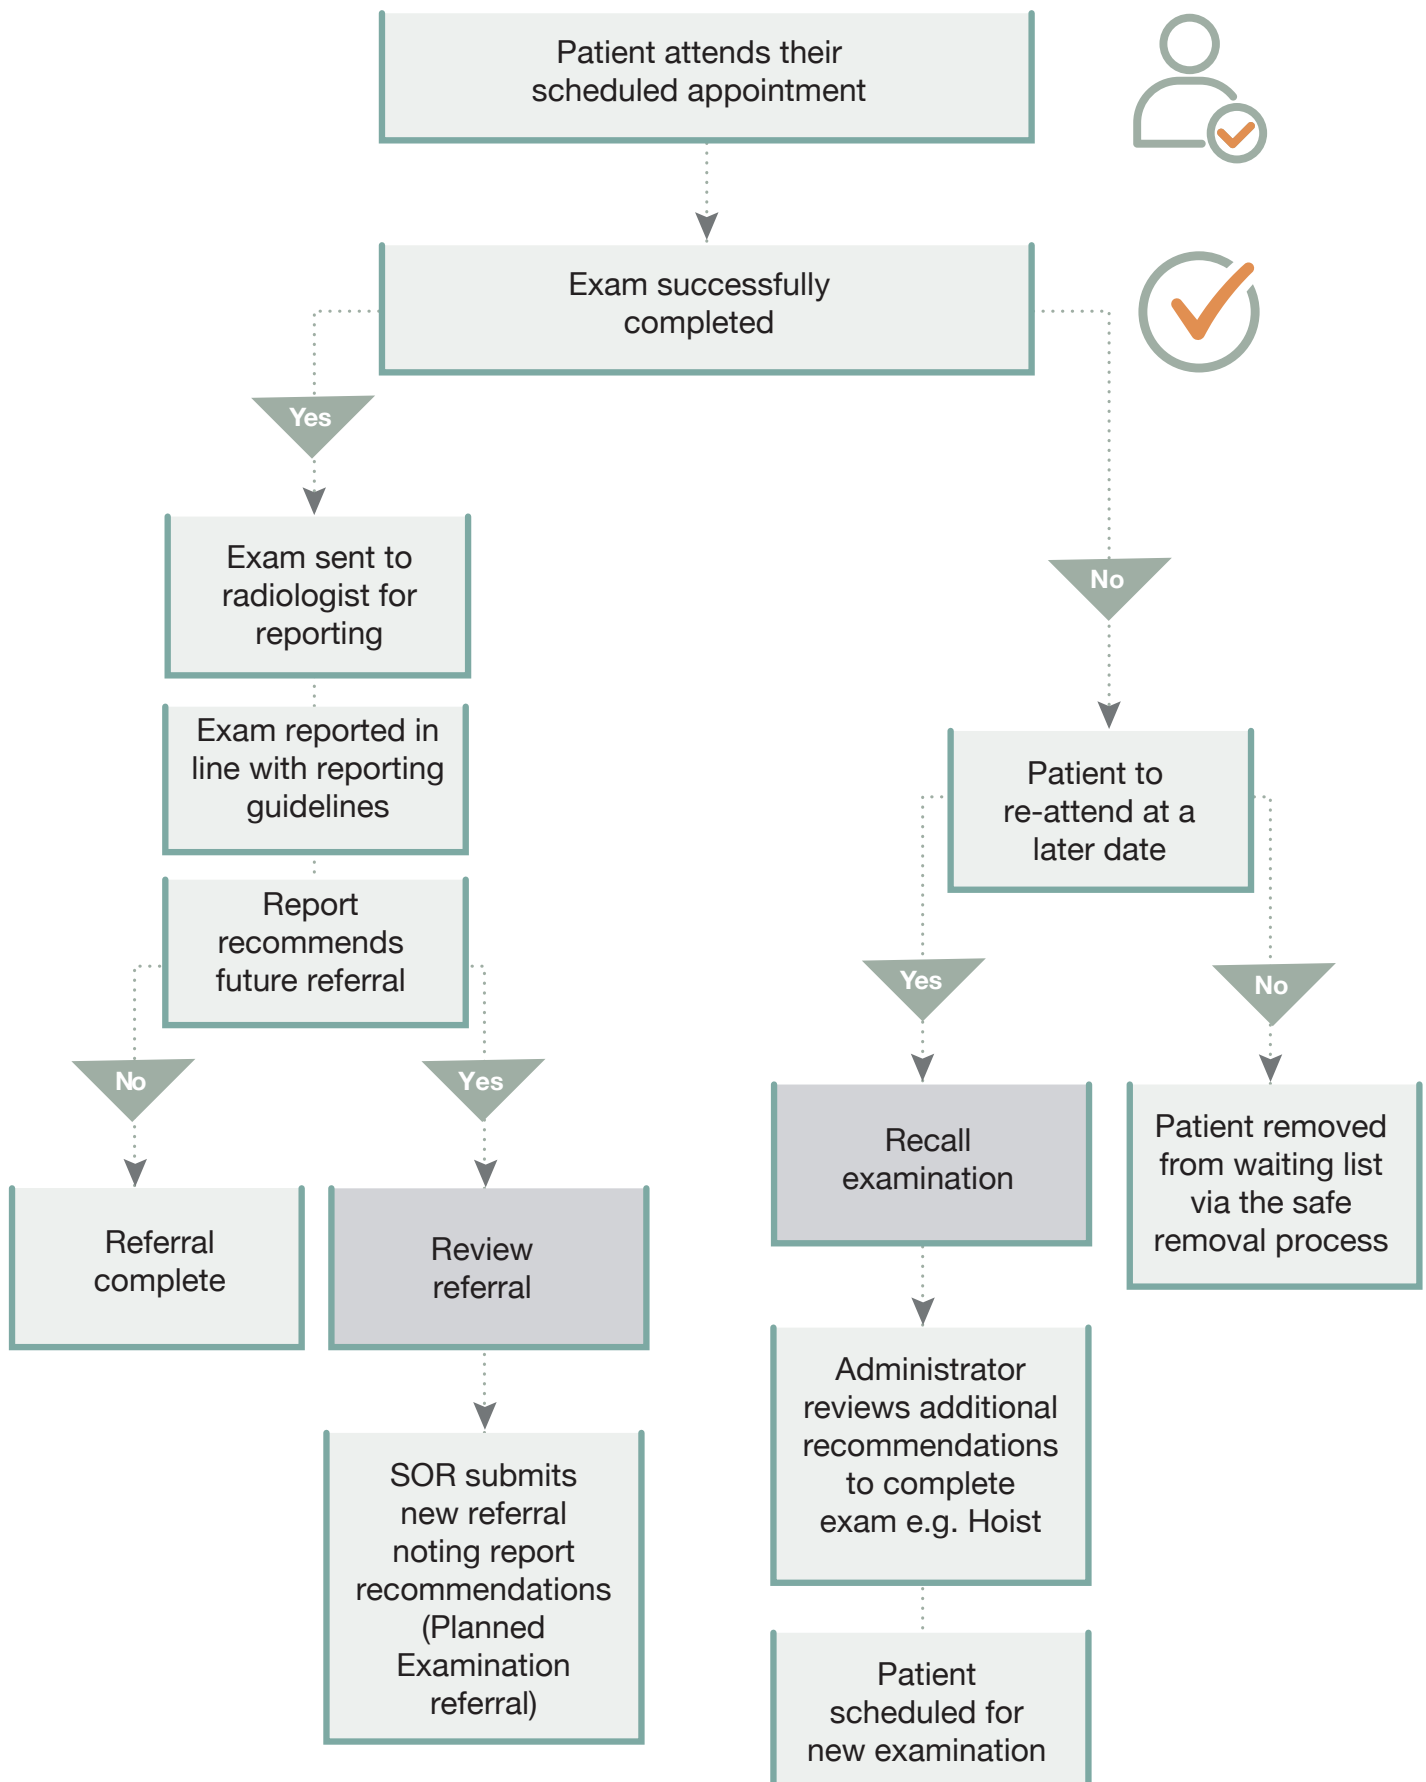 Patient attends their
scheduled appointment
Exam successfully
completed
Yes
Exam sent to
radiologist for
reporting
Exam reported in
line with reporting
guidelines
Report
recommends
future referral
No
Yes
Referral
complete
Review
referral
SOR submits
new referral
noting report
recommendations
(Planned
Examination
referral)
No
Patient to
re-attend at a
later date
Yes
No
Recall
examination
Patient removed
from waiting list
via the safe
removal process
Administrator
reviews additional
recommendations
to complete
exam e.g. Hoist
Patient
scheduled for
new examination